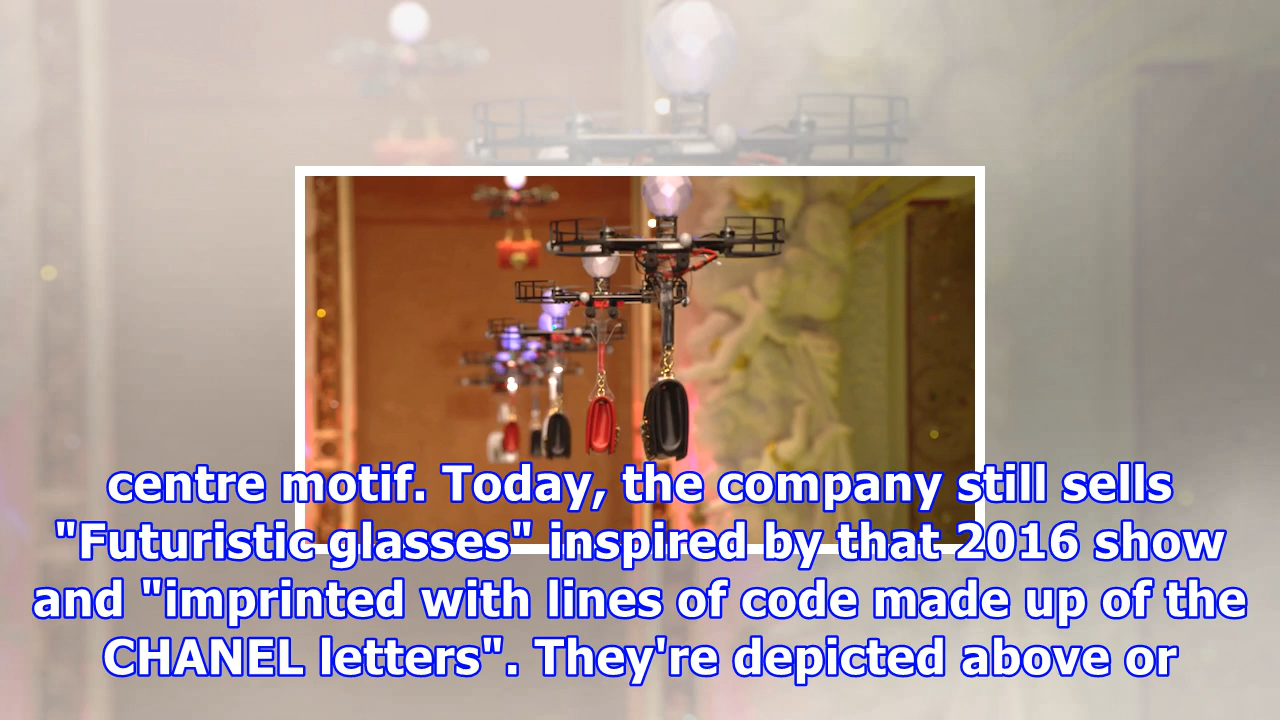 centre motif. Today, the company still sells
"Futuristic glasses" inspired by that 2016 show
and "imprinted with lines of code made up of the
CHANEL letters". They're depicted above or